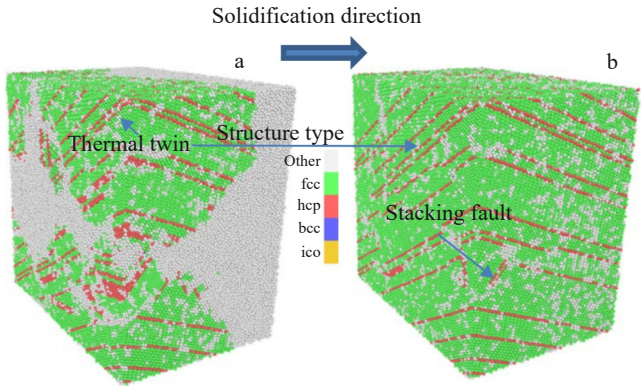 Solidification direction
a
b
Thermal twin
Structure type
Other
fcc
hcp
bcc
ico
Stacking fault